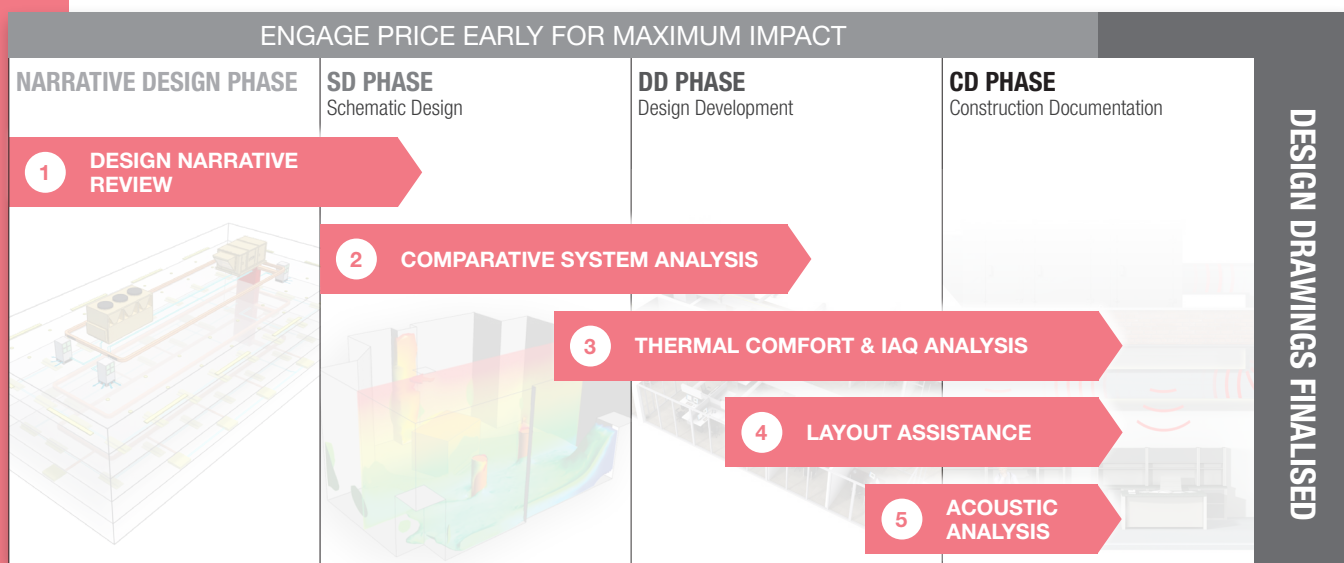 ENGAGE PRICE EARLY FOR MAXIMUM IMPACT
NARRATIVE DESIGN PHASE
SD PHASE
Schematic Design
DD PHASE
Design Development
CD PHASE
Construction Documentation
1
DESIGN NARRATIVE
REVIEW
2
COMPARATIVE SYSTEM ANALYSIS
3
THERMAL COMFORT & IAQ ANALYSIS
4
LAYOUT ASSISTANCE
5
ACOUSTIC
ANALYSIS
DESIGN DRAWINGS FINALISED